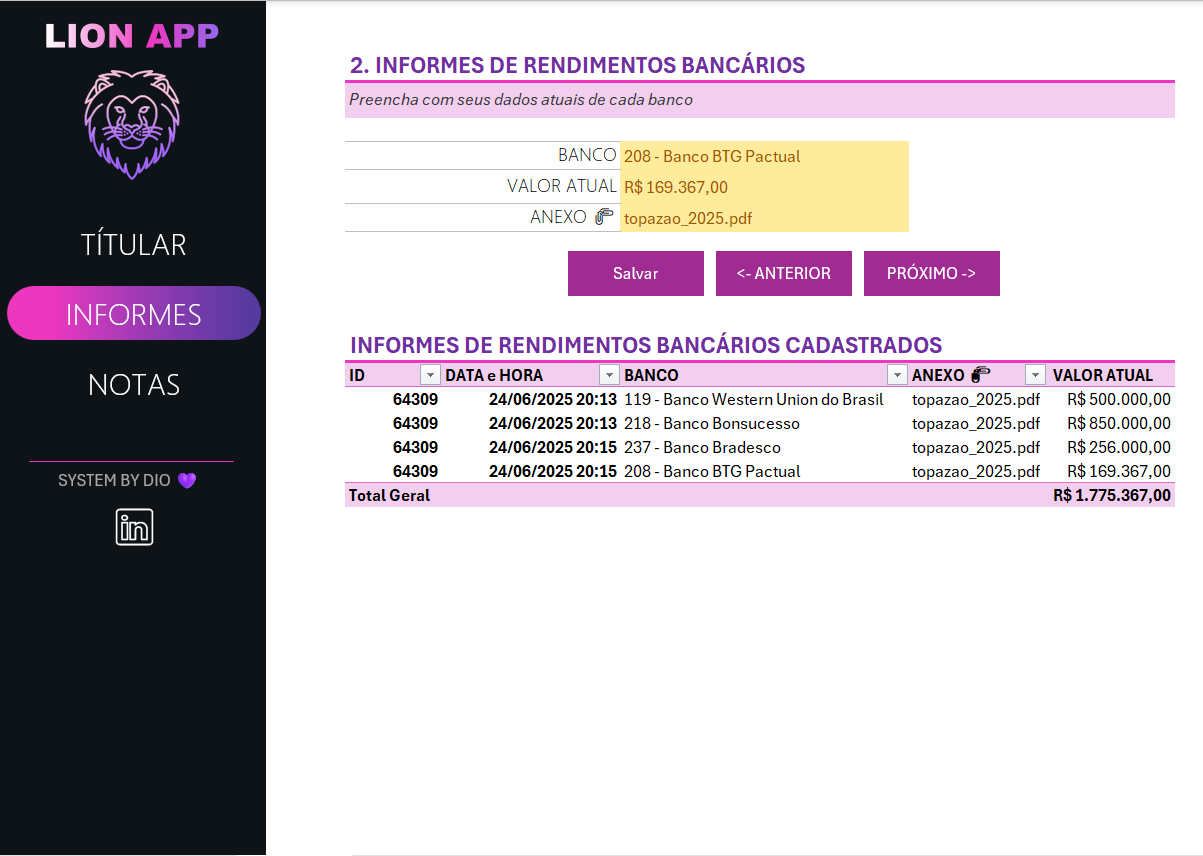 LION APP
TÍTULAR
INFORMES
NOTAS
SYSTEM BY DIO
in
2. INFORMES DE RENDIMENTOS BANCÁRIOS
Preencha com seus dados atuais de cada banco
BANCO 208 - Banco BTG Pactual
VALOR ATUAL R$ 169.367,00
ANEXO topazao_2025.pdf
Salvar <- ANTERIOR PRÓXIMO ->
INFORMES DE RENDIMENTOS BANCÁRIOS CADASTRADOS
ID DATA e HORA BANCO ANEXO VALOR ATUAL
64309 24/06/2025 20:13 119 - Banco Western Union do Brasil topazao_2025.pdf R$ 500.000,00
64309 24/06/2025 20:13 218 - Banco Bonsucesso topazao_2025.pdf R$ 850.000,00
64309 24/06/2025 20:15 237 - Banco Bradesco topazao_2025.pdf R$ 256.000,00
64309 24/06/2025 20:15 208 - Banco BTG Pactual topazao_2025.pdf R$ 169.367,00
Total Geral R$ 1.775.367,00